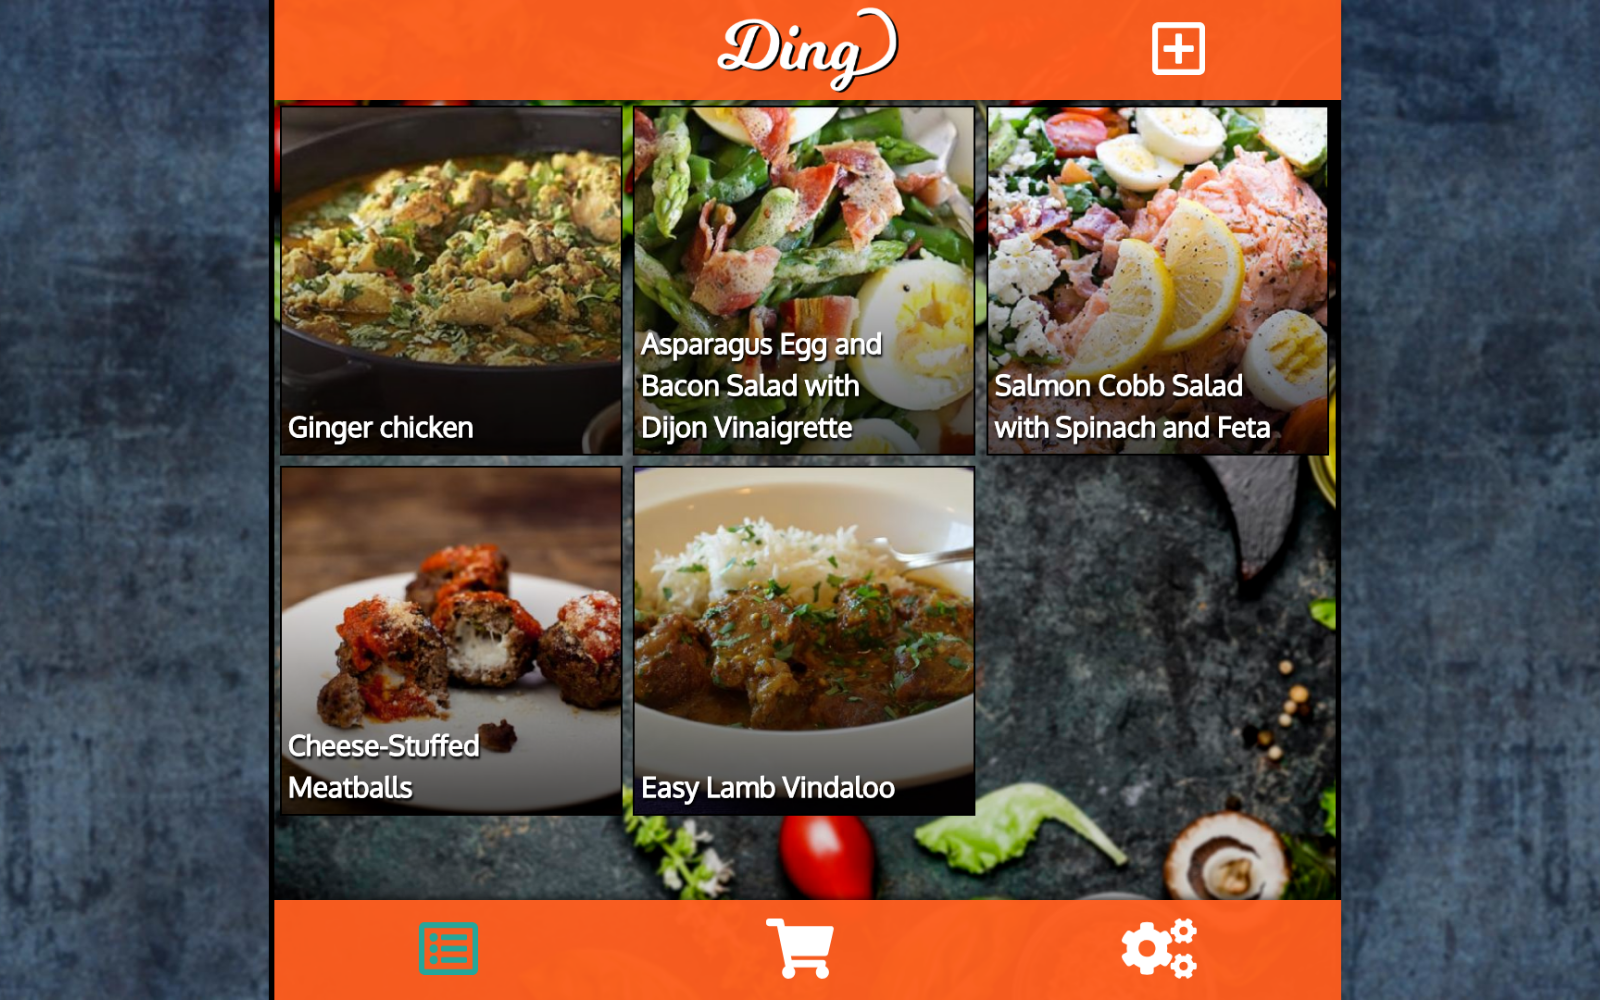 Ding
Ginger chicken
Asparagus Egg and
Bacon Salad with
Dijon Vinaigrette
Salmon Cobb Salad
with Spinach and Feta
Cheese-Stuffed
Meatballs
Easy Lamb Vindaloo